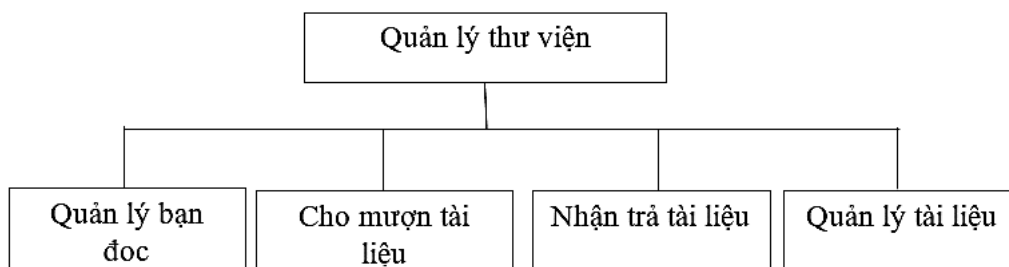 Quản lý thư viện
Quản lý bạn
đoc
Cho mượn tài
liệu
Nhận trả tài liệu
Quản lý tài liệu